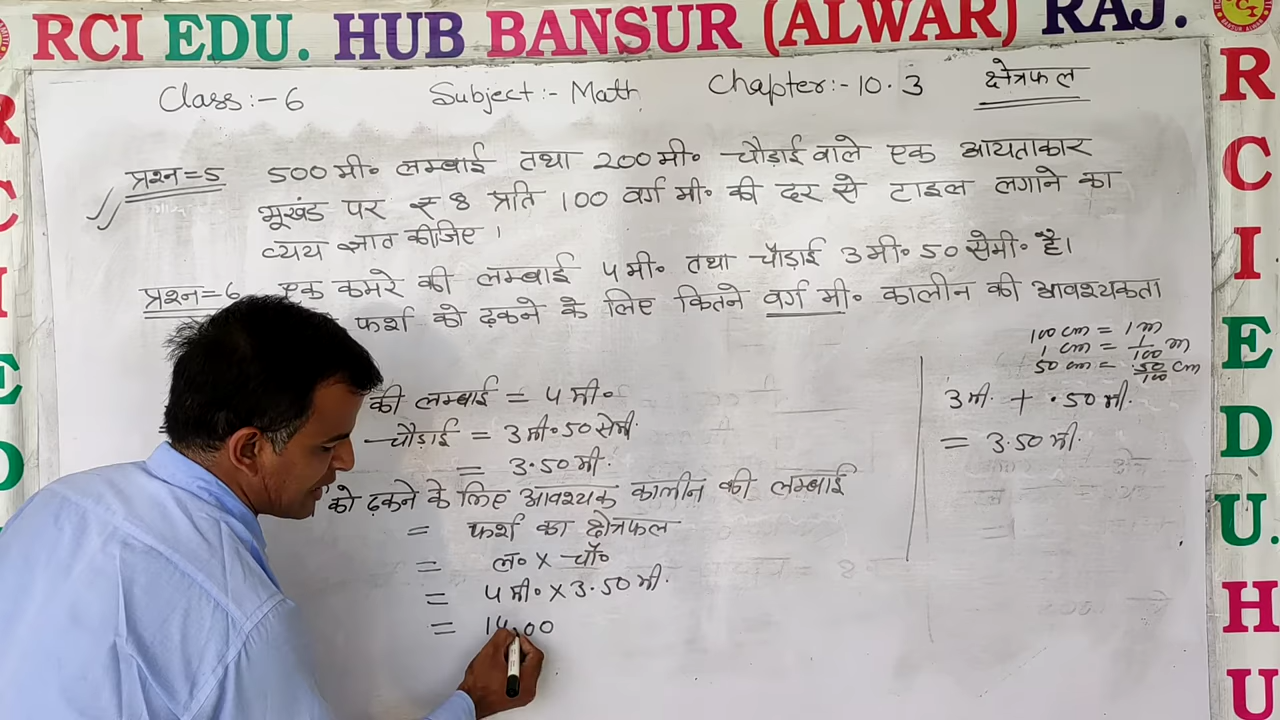 RCI EDU. HUB BANSUR (ALWAR) RAJ.
Class:- 6 Subject:- Math Chapter:- 10.3 क्षेत्रफल
प्रश्न=5 500 मी॰ लम्बाई तथा 200 मी॰ चौड़ाई वाले एक आयताकार
भूखंड पर ₹ 8 प्रति 100 वर्ग मी॰ की दर से टाइल लगाने का
व्यय ज्ञात कीजिए।
प्रश्न=6 एक कमरे की लम्बाई 4 मी॰ तथा चौड़ाई 3 मी॰ 50 सेमी॰ है।
फर्श को ढ़कने के लिए कितने वर्ग मी॰ कालीन की आवश्यकता
की लम्बाई = 4 मी॰
चौड़ाई = 3 मी॰ 50 सेमी.
= 3.50 मी.
को ढ़कने के लिए आवश्यक कालीन की लम्बाई
= फर्श का क्षेत्रफल
= ल॰ × चौ॰
= 4 मी॰ × 3.50 मी.
= 14.00
100 cm = 1 m
1 cm = 1/100 m
50 cm = 50/100 cm
3 मी. + .50 मी.
= 3.50 मी.
R
C
I
E
D
U.
H
U
R
C
I
E
D